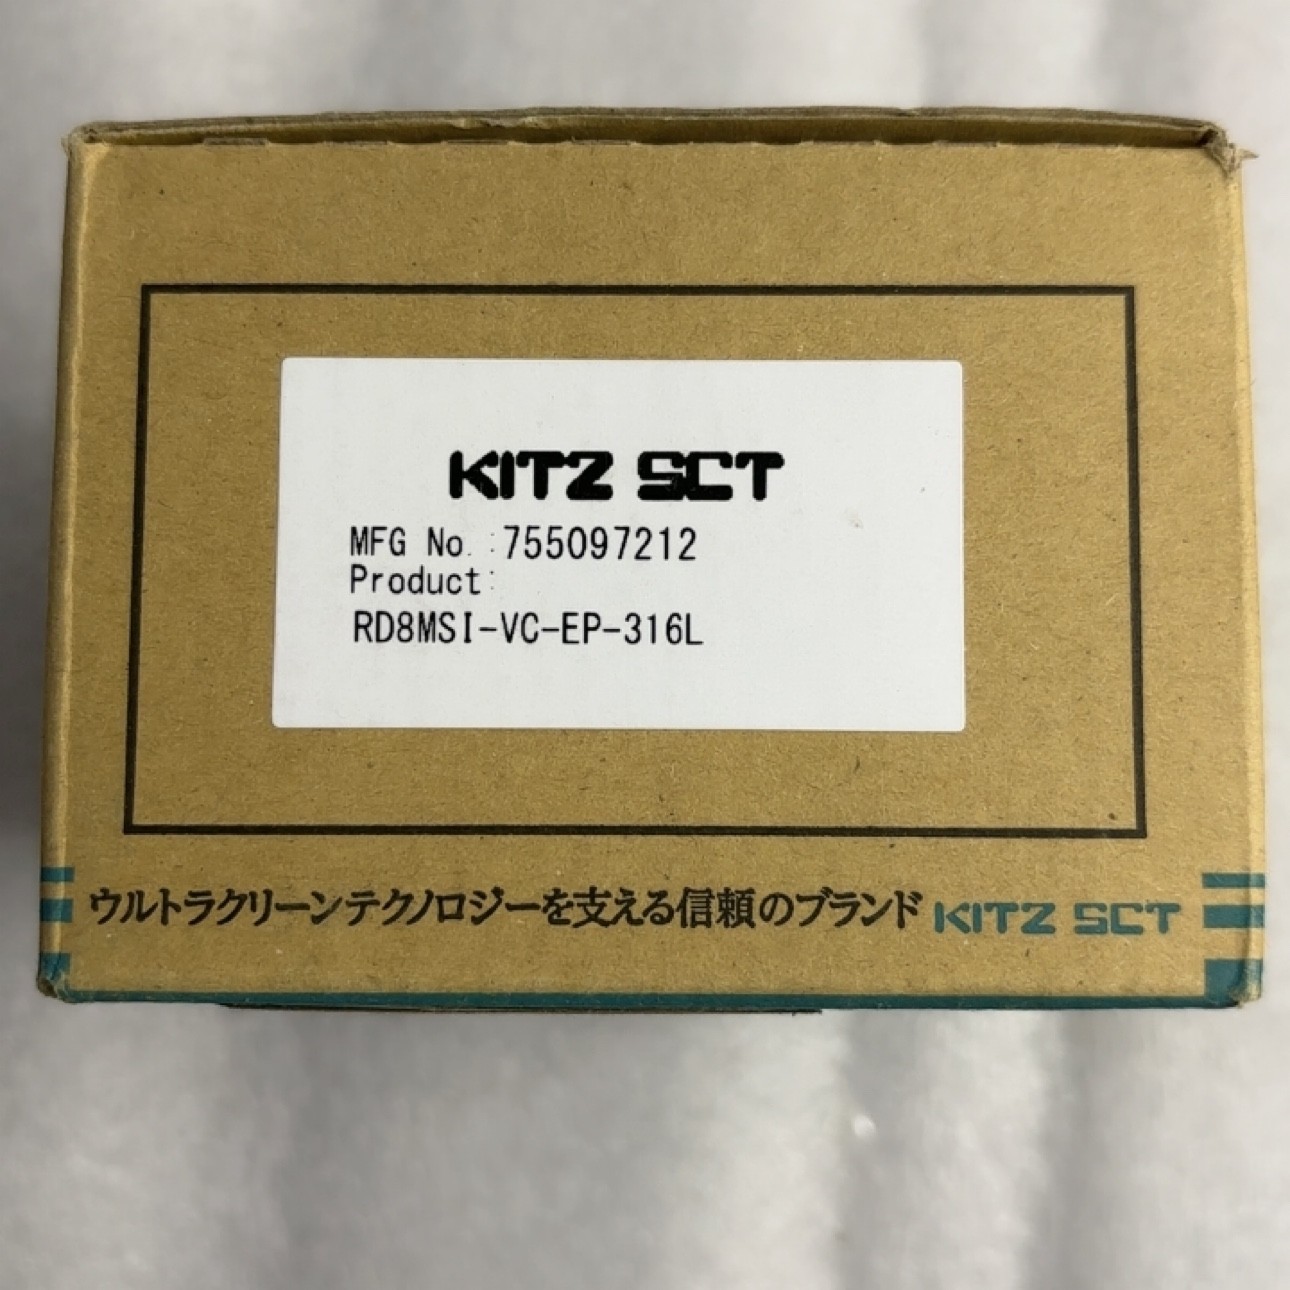 KITZ SCT
MFG No. :755097212
Product:
RD8MSI-VC-EP-316L
ウルトラクリーンテクノロジーを支える信頼のブランド KITZ SCT